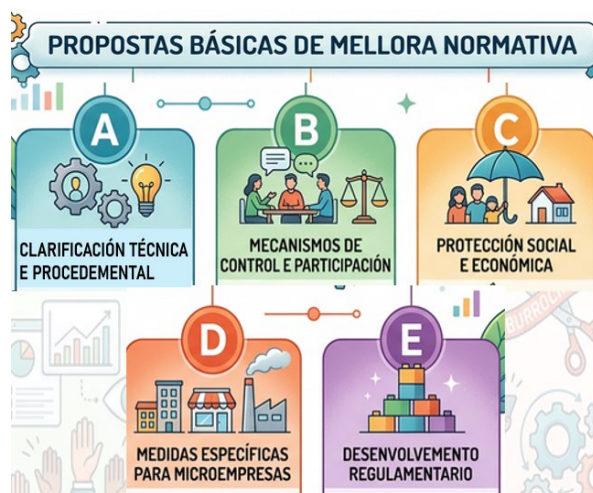 PROPOSTAS BÁSICAS DE MELLORA NORMATIVA
A
B
C
CLARIFICACIÓN TÉCNICA
E PROCEDEMENTAL
MECANISMOS DE
CONTROL E PARTICIPACIÓN
PROTECCIÓN SOCIAL
E ECONÓMICA
D
E
MEDIDAS ESPECÍFICAS
PARA MICROEMPRESAS
DESENVOLVEMENTO
REGULAMENTARIO